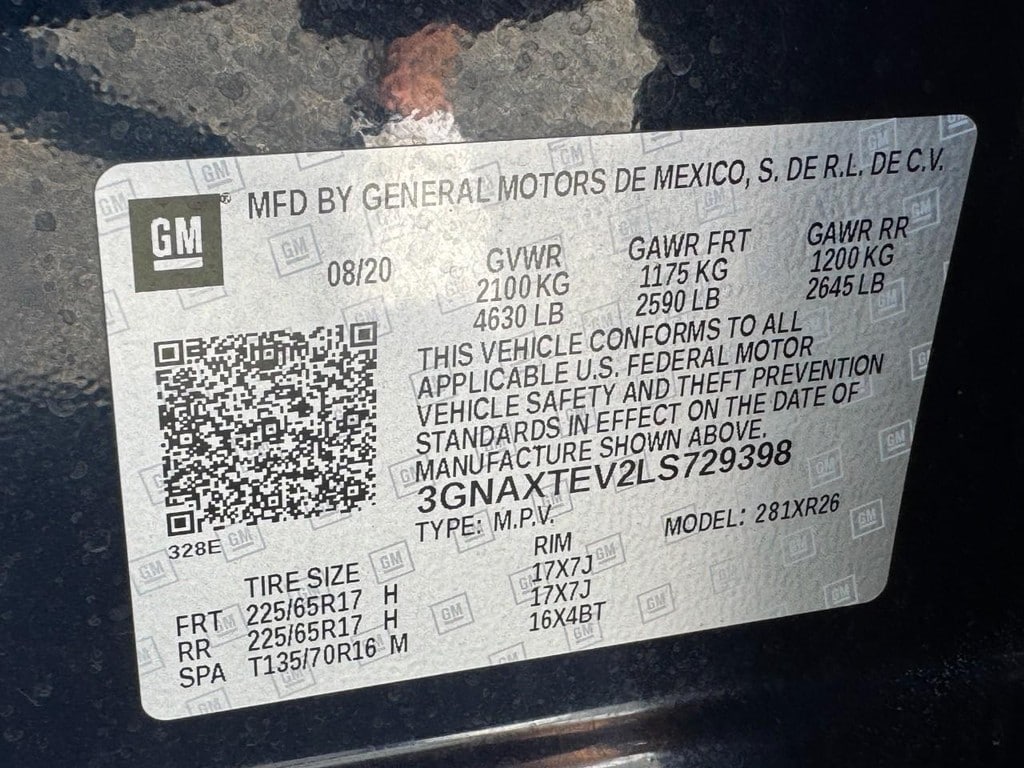 GM® MFD BY GENERAL MOTORS DE MEXICO, S. DE R.L. DE C.V.
08/20
GVWR
2100 KG
4630 LB
GAWR FRT
1175 KG
2590 LB
GAWR RR
1200 KG
2645 LB
THIS VEHICLE CONFORMS TO ALL
APPLICABLE U.S. FEDERAL MOTOR
VEHICLE SAFETY AND THEFT PREVENTION
STANDARDS IN EFFECT ON THE DATE OF
MANUFACTURE SHOWN ABOVE.
3GNAXTEV2LS729398
TYPE: M.P.V. MODEL: 281XR26
328E
TIRE SIZE RIM
FRT 225/65R17 H 17X7J
RR 225/65R17 H 17X7J
SPA T135/70R16 M 16X4BT